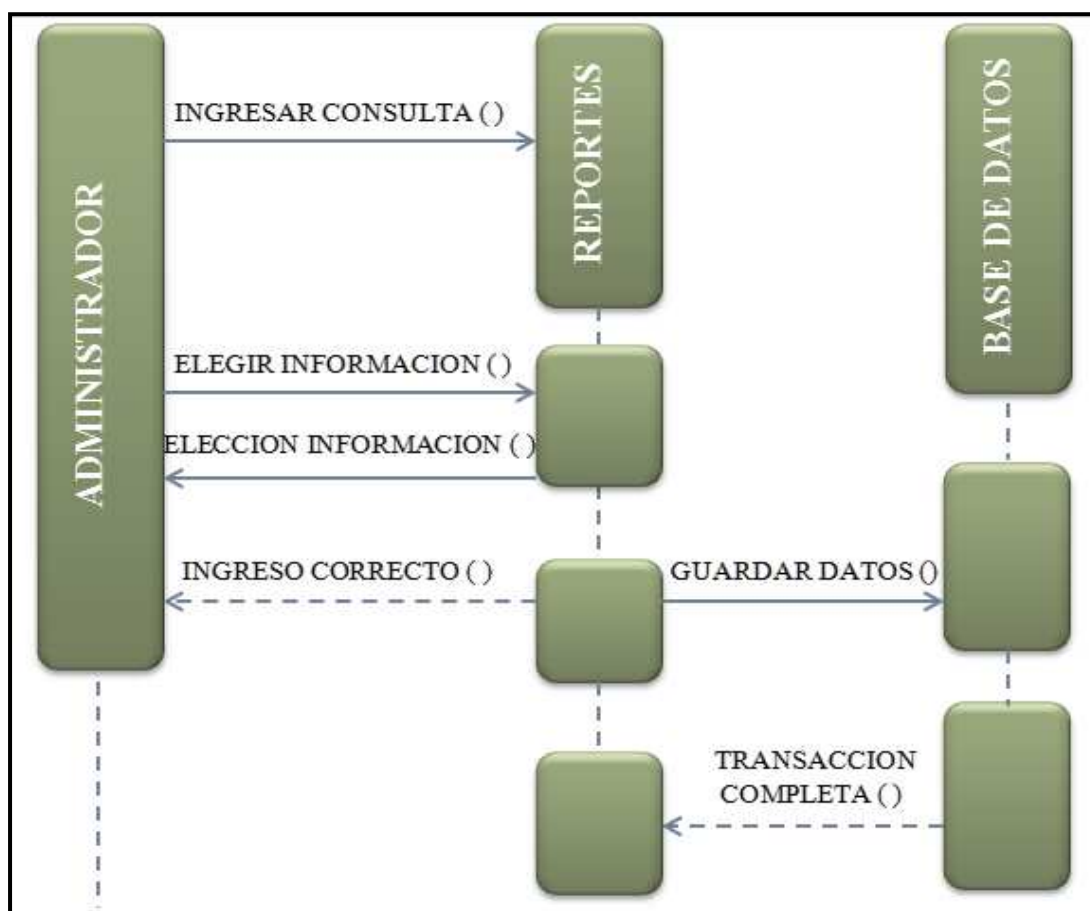 ADMINISTRADOR
REPORTES
BASE DE DATOS
INGRESAR CONSULTA ( )
ELEGIR INFORMACION ( )
ELECCION INFORMACION ( )
INGRESO CORRECTO ( )
GUARDAR DATOS ()
TRANSACCION
COMPLETA ( )